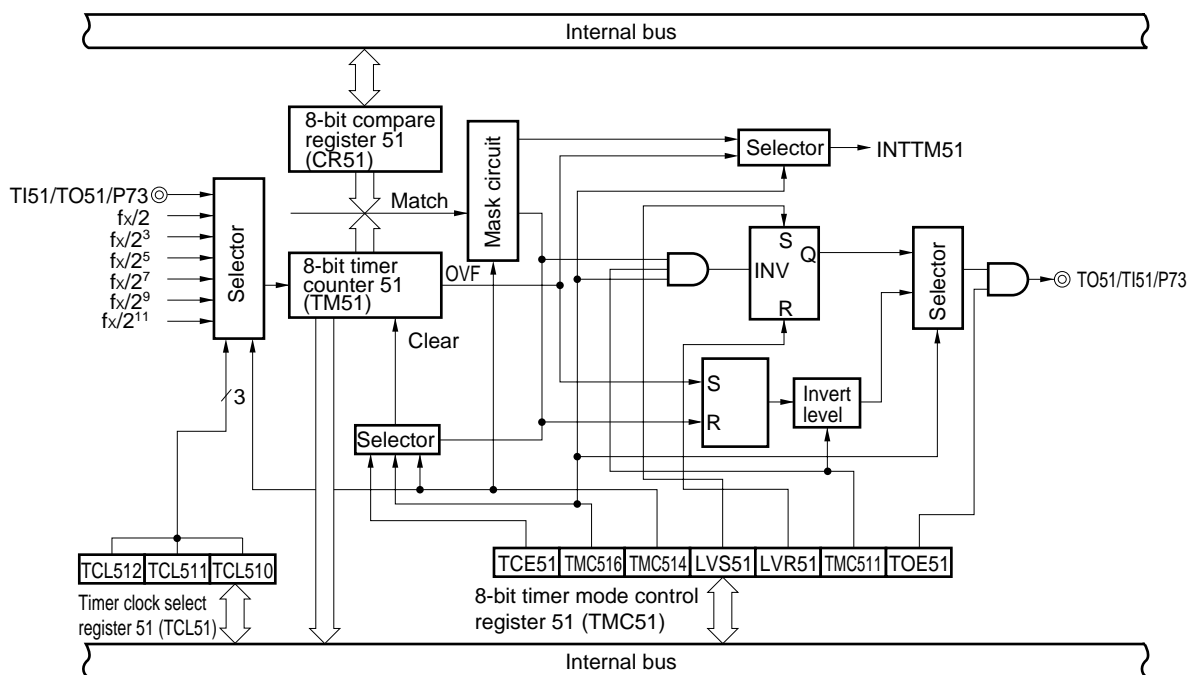 Internal bus
8-bit compare
register 51
(CR51)
Mask circuit
Selector
INTTM51
TI51/TO51/P73
fX/2
fX/2³
fX/2⁵
fX/2⁷
fX/2⁹
fX/2¹¹
Selector
Match
8-bit timer
counter 51
(TM51)
OVF
Clear
S
INV
Q
R
Selector
TO51/TI51/P73
3
S
R
Invert
level
Selector
TCL512
TCL511
TCL510
Timer clock select
register 51 (TCL51)
TCE51
TMC516
TMC514
LVS51
LVR51
TMC511
TOE51
8-bit timer mode control
register 51 (TMC51)
Internal bus